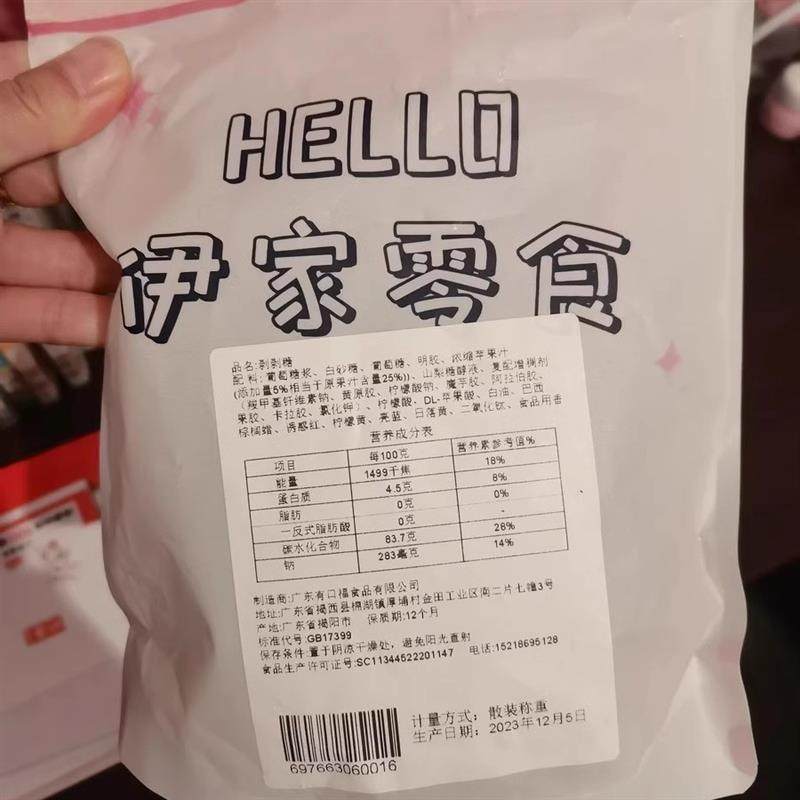 HELLO
伊家零食
品名:剥剥糖
配料:葡萄糖浆、白砂糖、葡萄糖、明胶、浓缩苹果汁
(添加量5%相当于原果汁含量25%))、山梨糖醇液、复配增稠剂
（羧甲基纤维素钠、黄原胶、柠檬酸钠、魔芋胶、阿拉伯胶、
果胶、卡拉胶、氯化钾）、柠檬酸、DL-苹果酸、白油、巴西
棕榈蜡、诱惑红、柠檬黄、亮蓝、日落黄、二氧化钛、食品用香
营养成分表
项目 每100克 营养素参考值%
能量 1499千焦 18%
蛋白质 4.5克 8%
脂肪 0克 0%
—反式脂肪酸 0克 -
碳水化合物 83.7克 28%
钠 283毫克 14%
制造商:广东有口福食品有限公司
地址:广东省揭西县棉湖镇厚埔村金田工业区南二片七幢3号
产地:广东省揭阳市 保质期:12个月
标准代号:GB17399
保存条件:置于阴凉干燥处，避免阳光直射
食品生产许可证号:SC11344522201147 电话:15218695128
计量方式：散装称重
生产日期：2023年12月5日
697663060016